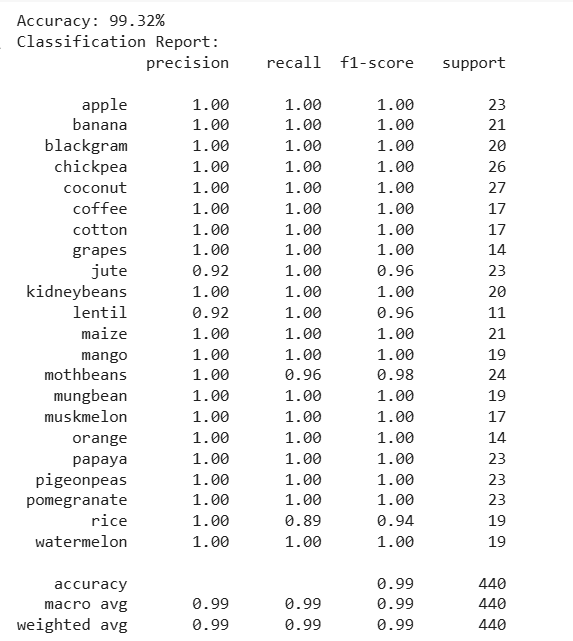 Accuracy: 99.32%
Classification Report:
precision recall f1-score support
apple 1.00 1.00 1.00 23
banana 1.00 1.00 1.00 21
blackgram 1.00 1.00 1.00 20
chickpea 1.00 1.00 1.00 26
coconut 1.00 1.00 1.00 27
coffee 1.00 1.00 1.00 17
cotton 1.00 1.00 1.00 17
grapes 1.00 1.00 1.00 14
jute 0.92 1.00 0.96 23
kidneybeans 1.00 1.00 1.00 20
lentil 0.92 1.00 0.96 11
maize 1.00 1.00 1.00 21
mango 1.00 1.00 1.00 19
mothbeans 1.00 0.96 0.98 24
mungbean 1.00 1.00 1.00 19
muskmelon 1.00 1.00 1.00 17
orange 1.00 1.00 1.00 14
papaya 1.00 1.00 1.00 23
pigeonpeas 1.00 1.00 1.00 23
pomegranate 1.00 1.00 1.00 23
rice 1.00 0.89 0.94 19
watermelon 1.00 1.00 1.00 19
accuracy 0.99 440
macro avg 0.99 0.99 0.99 440
weighted avg 0.99 0.99 0.99 440